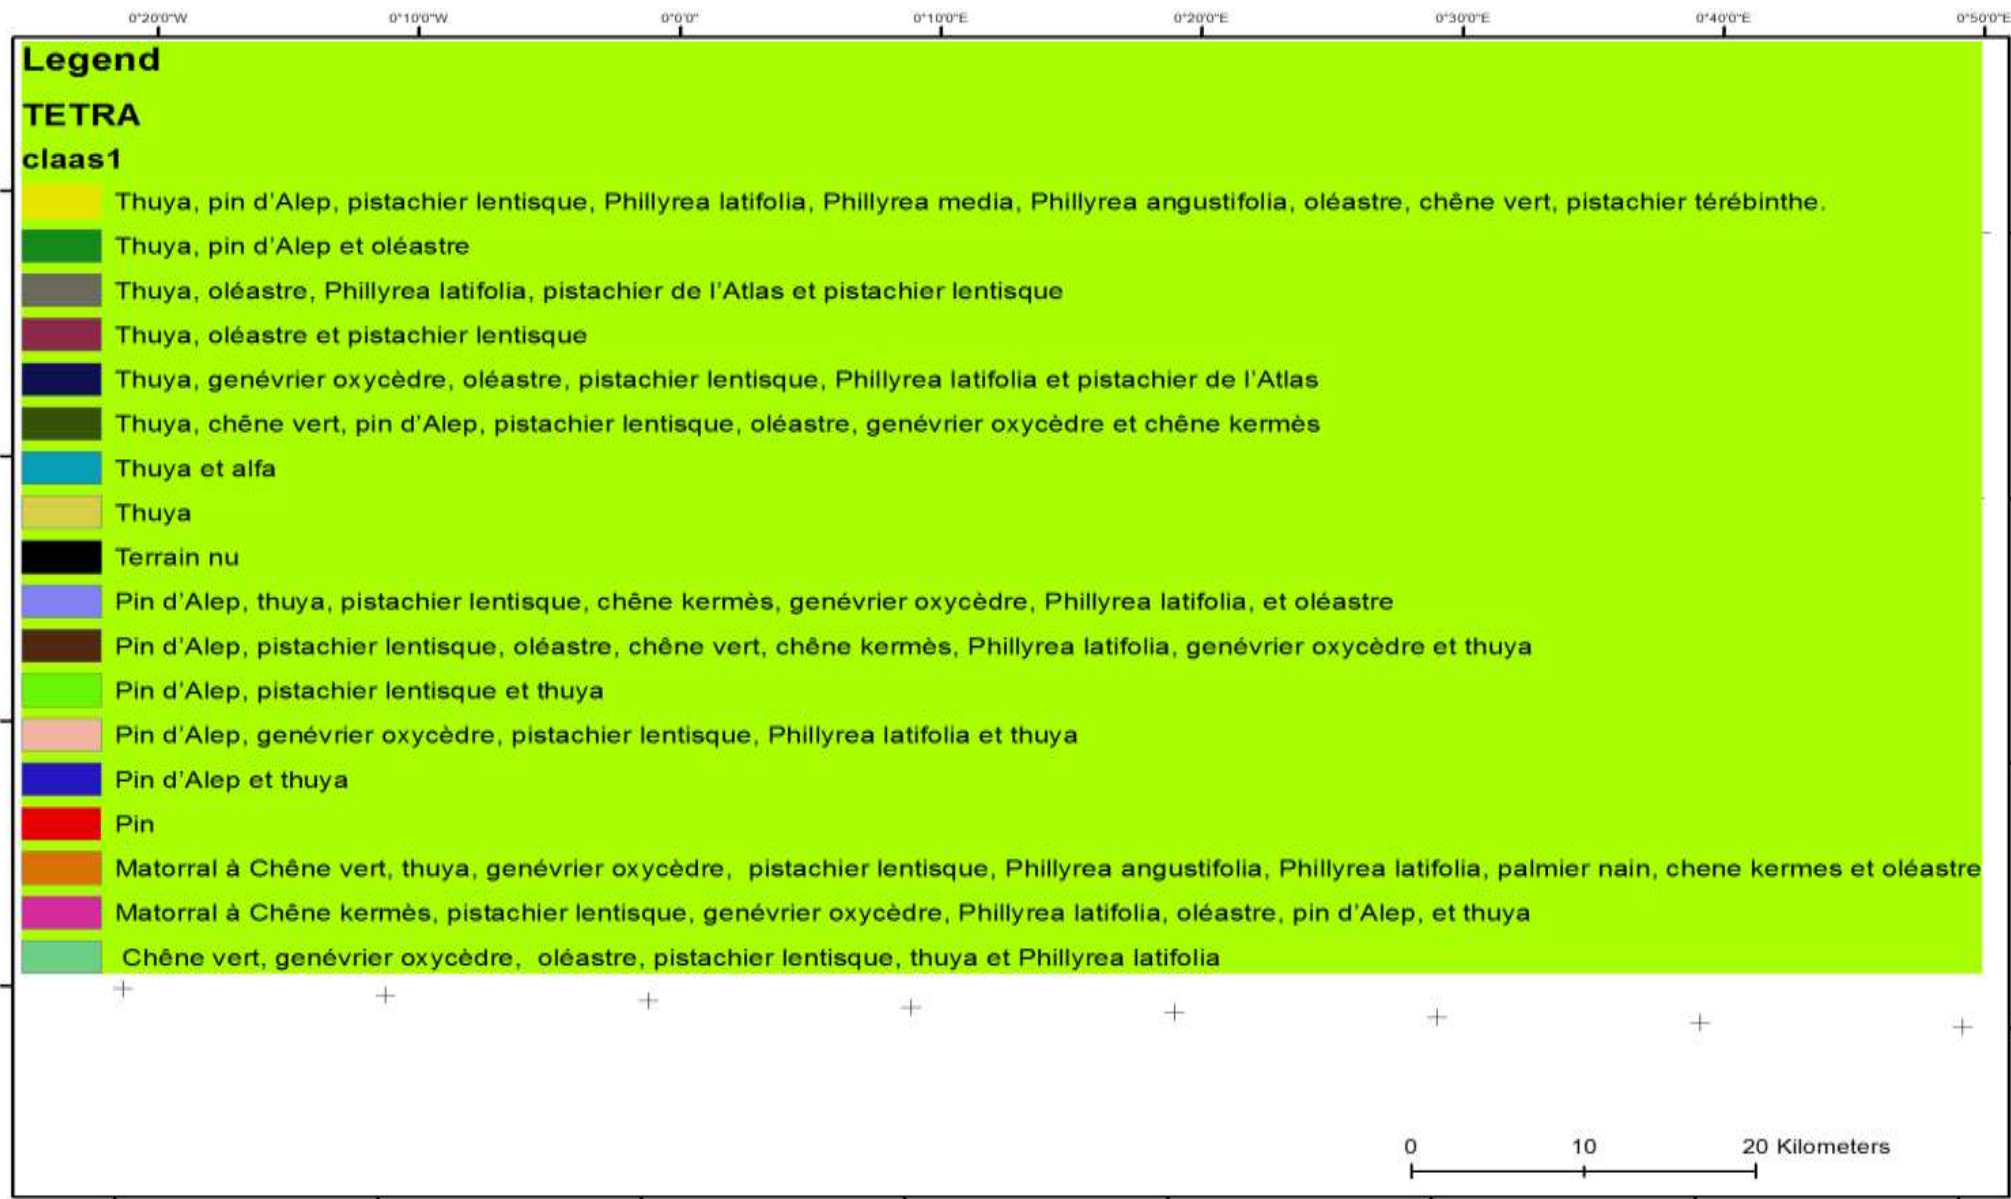 0°20'0"W 0°10'0"W 0°0'0" 0°10'0"E 0°20'0"E 0°30'0"E 0°40'0"E 0°50'0"E
Legend
TETRA
claas1
Thuya, pin d'Alep, pistachier lentisque, Phillyrea latifolia, Phillyrea media, Phillyrea angustifolia, oléastre, chêne vert, pistachier térébinthe.
Thuya, pin d'Alep et oléastre
Thuya, oléastre, Phillyrea latifolia, pistachier de l'Atlas et pistachier lentisque
Thuya, oléastre et pistachier lentisque
Thuya, genévrier oxycèdre, oléastre, pistachier lentisque, Phillyrea latifolia et pistachier de l'Atlas
Thuya, chêne vert, pin d'Alep, pistachier lentisque, oléastre, genévrier oxycèdre et chêne kermès
Thuya et alfa
Thuya
Terrain nu
Pin d'Alep, thuya, pistachier lentisque, chêne kermès, genévrier oxycèdre, Phillyrea latifolia, et oléastre
Pin d'Alep, pistachier lentisque, oléastre, chêne vert, chêne kermès, Phillyrea latifolia, genévrier oxycèdre et thuya
Pin d'Alep, pistachier lentisque et thuya
Pin d'Alep, genévrier oxycèdre, pistachier lentisque, Phillyrea latifolia et thuya
Pin d'Alep et thuya
Pin
Matorral à Chêne vert, thuya, genévrier oxycèdre, pistachier lentisque, Phillyrea angustifolia, Phillyrea latifolia, palmier nain, chene kermes et oléastre
Matorral à Chêne kermès, pistachier lentisque, genévrier oxycèdre, Phillyrea latifolia, oléastre, pin d'Alep, et thuya
Chêne vert, genévrier oxycèdre, oléastre, pistachier lentisque, thuya et Phillyrea latifolia
0 10 20 Kilometers